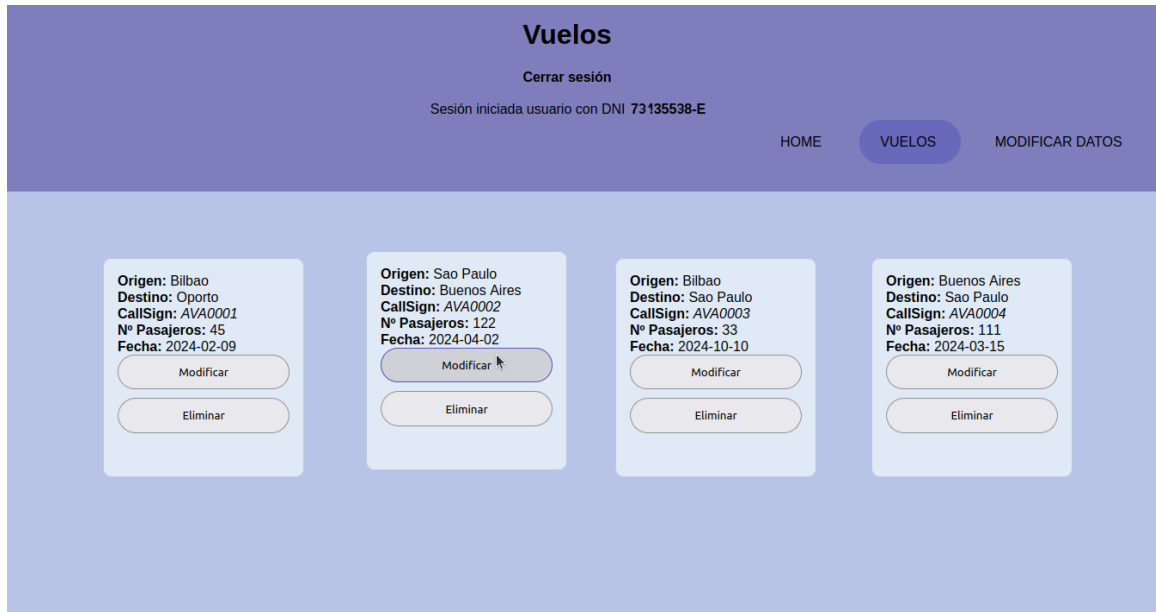 Vuelos
Cerrar sesión
Sesión iniciada usuario con DNI 73135538-E
HOME VUELOS MODIFICAR DATOS
Origen: Bilbao
Destino: Oporto
CallSign: AVA0001
Nº Pasajeros: 45
Fecha: 2024-02-09
Modificar
Eliminar
Origen: Sao Paulo
Destino: Buenos Aires
CallSign: AVA0002
Nº Pasajeros: 122
Fecha: 2024-04-02
Modificar
Eliminar
Origen: Bilbao
Destino: Sao Paulo
CallSign: AVA0003
Nº Pasajeros: 33
Fecha: 2024-10-10
Modificar
Eliminar
Origen: Buenos Aires
Destino: Sao Paulo
CallSign: AVA0004
Nº Pasajeros: 111
Fecha: 2024-03-15
Modificar
Eliminar